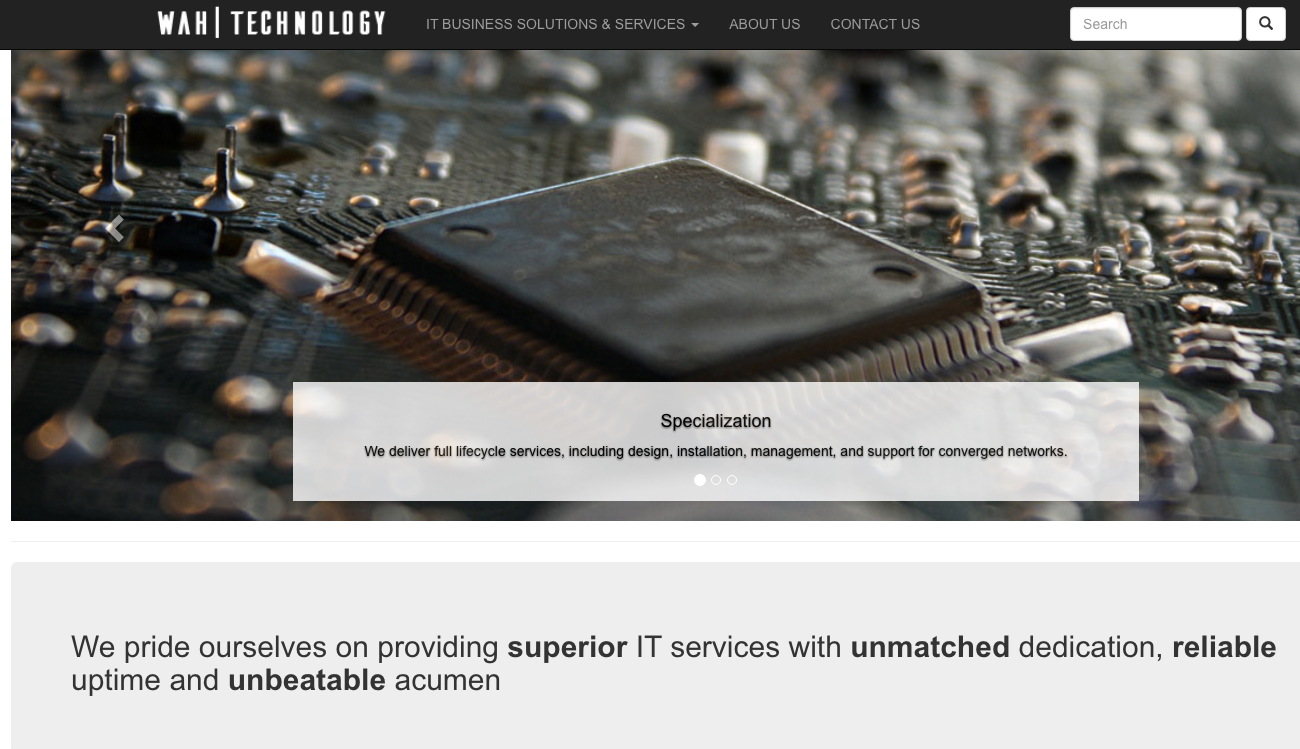 WAH | TECHNOLOGY
IT BUSINESS SOLUTIONS & SERVICES
ABOUT US
CONTACT US
Search
Specialization
We deliver full lifecycle services, including design, installation, management, and support for converged networks.
We pride ourselves on providing superior IT services with unmatched dedication, reliable
uptime and unbeatable acumen